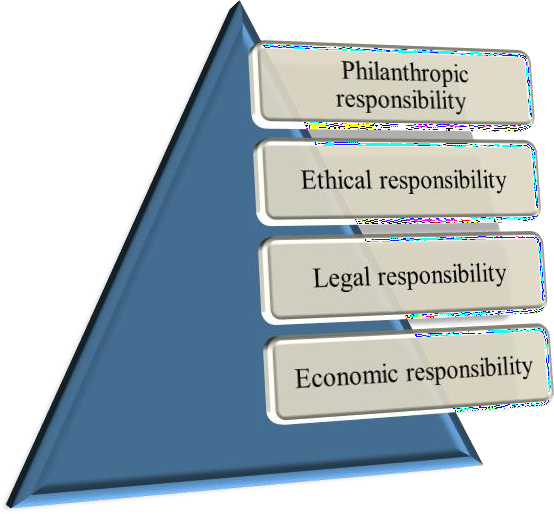 Philanthropic
responsibility
Ethical responsibility
Legal responsibility
Economic responsibility